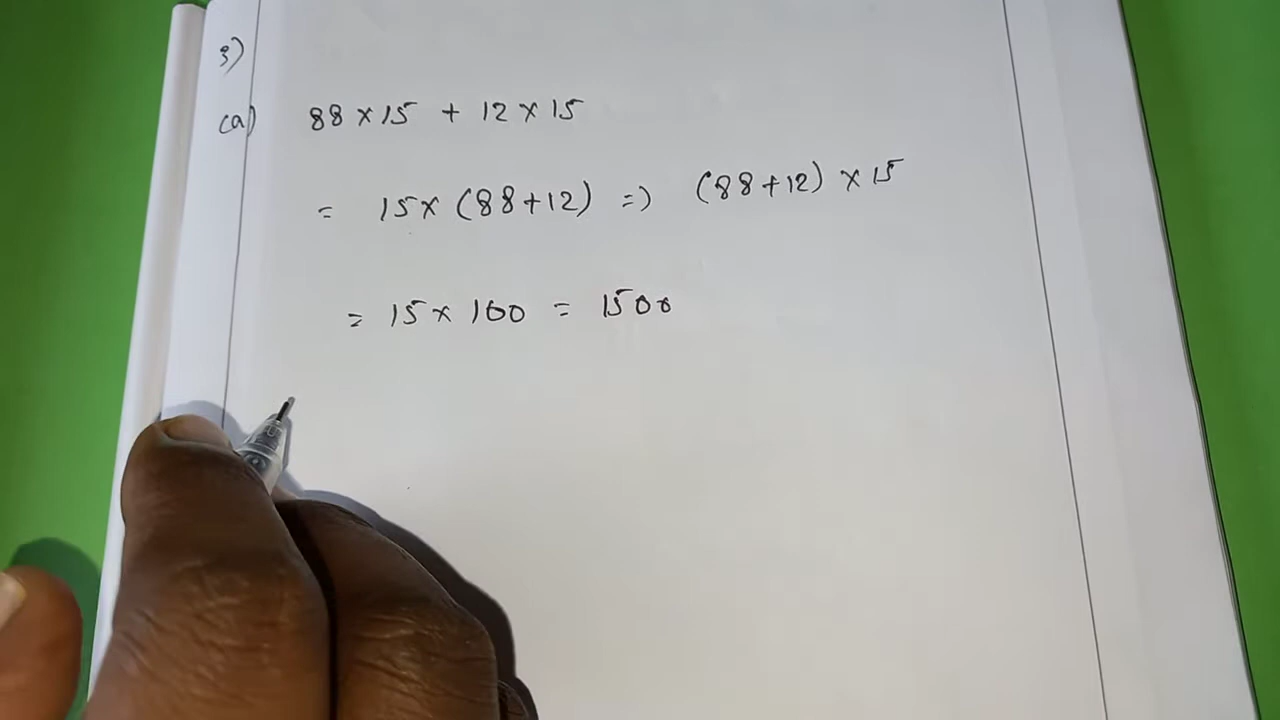 3)
(a) 88 × 15 + 12 × 15
= 15 × (88+12) => (88+12) × 15
= 15 × 100 = 1500